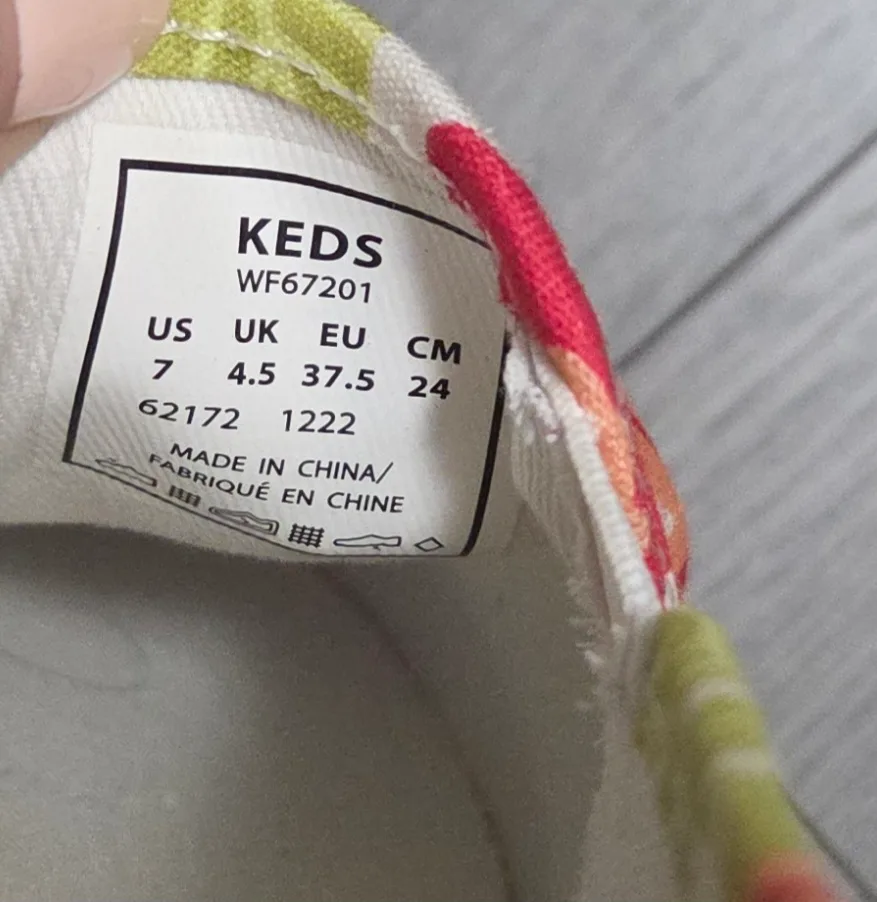 KEDS
WF67201
US UK EU CM
7 4.5 37.5 24
62172 1222
MADE IN CHINA/
FABRIQUÉ EN CHINE